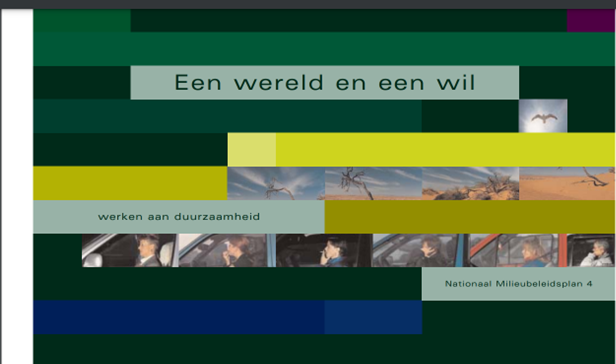 Een wereld en een wil
werken aan duurzaamheid
Nationaal Milieubeleidsplan 4